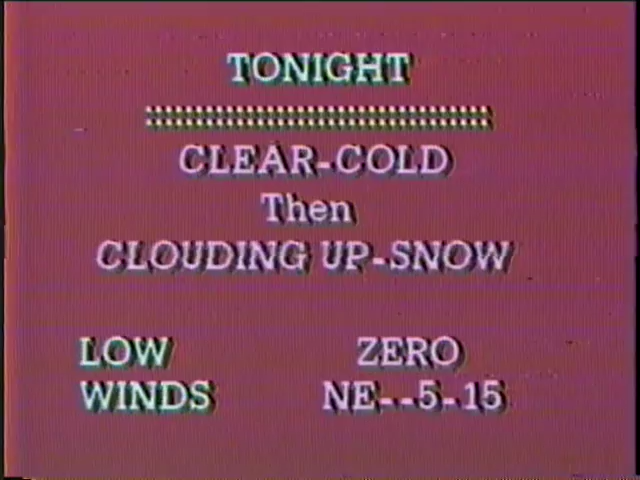 TONIGHT
CLEAR-COLD
Then
CLOUDING UP-SNOW
LOW ZERO
WINDS NE--5-15